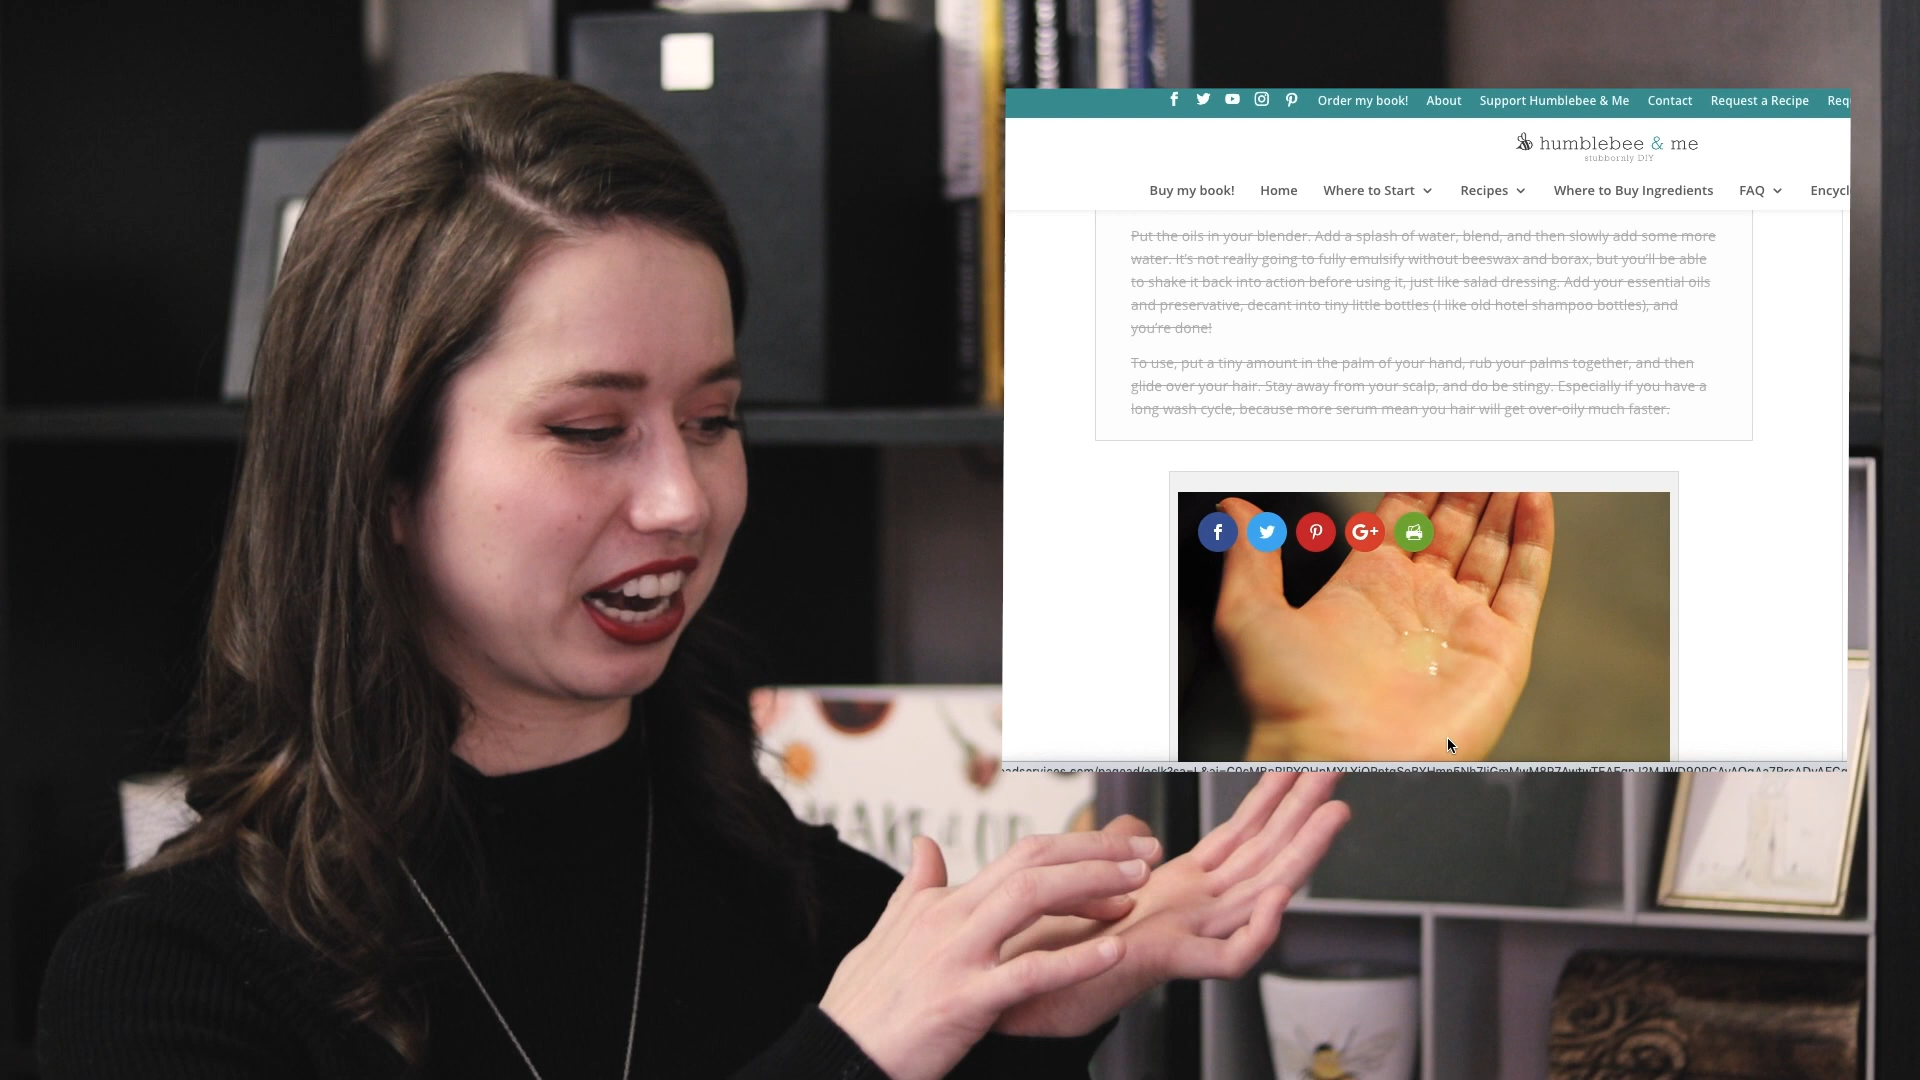 Order my book! About Support Humblebee & Me Contact Request a Recipe
humblebee & me
stubbornly DIY
Buy my book! Home Where to Start Recipes Where to Buy Ingredients FAQ
Put the oils in your blender. Add a splash of water, blend, and then slowly add some more
water. It's not really going to fully emulsify without beeswax and borax, but you'll be able
to shake it back into action before using it, just like salad dressing. Add your essential oils
and preservative, decant into tiny little bottles (I like old hotel shampoo bottles), and
you're done!
To use, put a tiny amount in the palm of your hand, rub your palms together, and then
glide over your hair. Stay away from your scalp, and do be stingy. Especially if you have a
long wash cycle, because more serum mean you hair will get over-oily much faster.
G+
MAKE IT UP